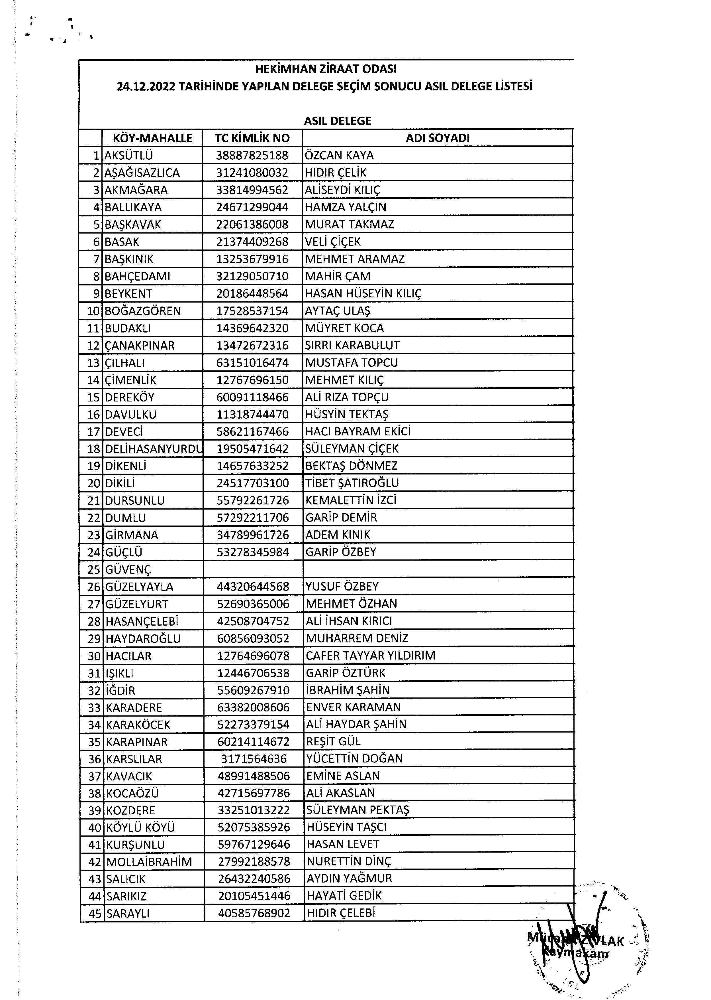 HEKİMHAN ZİRAAT ODASI
24.12.2022 TARİHİNDE YAPILAN DELEGE SEÇİM SONUCU ASIL DELEGE LİSTESİ
ASIL DELEGE
KÖY-MAHALLE TC KİMLİK NO ADI SOYADI
1 AKSÜTLÜ 38887825188 ÖZCAN KAYA
2 AŞAĞISAZLICA 31241080032 HIDIR ÇELİK
3 AKMAĞARA 33814994562 ALİSEYDİ KILIÇ
4 BALLIKAYA 24671299044 HAMZA YALÇIN
5 BAŞKAVAK 22061386008 MURAT TAKMAZ
6 BASAK 21374409268 VELİ ÇİÇEK
7 BAŞKINIK 13253679916 MEHMET ARAMAZ
8 BAHÇEDAMI 32129050710 MAHİR ÇAM
9 BEYKENT 20186448564 HASAN HÜSEYİN KILIÇ
10 BOĞAZGÖREN 17528537154 AYTAÇ ULAŞ
11 BUDAKLI 14369642320 MÜYRET KOCA
12 ÇANAKPINAR 13472672316 SIRRI KARABULUT
13 ÇILHALI 63151016474 MUSTAFA TOPCU
14 ÇİMENLİK 12767696150 MEHMET KILIÇ
15 DEREKÖY 60091118466 ALİ RIZA TOPÇU
16 DAVULKU 11318744470 HÜSYİN TEKTAŞ
17 DEVECİ 58621167466 HACI BAYRAM EKİCİ
18 DELİHASANYURDU 19505471642 SÜLEYMAN ÇİÇEK
19 DİKENLİ 14657633252 BEKTAŞ DÖNMEZ
20 DİKİLİ 24517703100 TİBET ŞATIROĞLU
21 DURSUNLU 55792261726 KEMALETTİN İZCİ
22 DUMLU 57292211706 GARİP DEMİR
23 GİRMANA 34789961726 ADEM KINIK
24 GÜÇLÜ 53278345984 GARİP ÖZBEY
25 GÜVENÇ
26 GÜZELYAYLA 44320644568 YUSUF ÖZBEY
27 GÜZELYURT 52690365006 MEHMET ÖZHAN
28 HASANÇELEBİ 42508704752 ALİ İHSAN KIRICI
29 HAYDAROĞLU 60856093052 MUHARREM DENİZ
30 HACILAR 12764696078 CAFER TAYYAR YILDIRIM
31 IŞIKLI 12446706538 GARİP ÖZTÜRK
32 İĞDİR 55609267910 İBRAHİM ŞAHİN
33 KARADERE 63382008606 ENVER KARAMAN
34 KARAKÖCEK 52273379154 ALİ HAYDAR ŞAHİN
35 KARAPINAR 60214114672 REŞİT GÜL
36 KARSLILAR 3171564636 YÜCETTİN DOĞAN
37 KAVACIK 48991488506 EMİNE ASLAN
38 KOCAÖZÜ 42715697786 ALİ AKASLAN
39 KOZDERE 33251013222 SÜLEYMAN PEKTAŞ
40 KÖYLÜ KÖYÜ 52075385926 HÜSEYİN TAŞCI
41 KURŞUNLU 59767129646 HASAN LEVET
42 MOLLAİBRAHİM 27992188578 NURETTİN DİNÇ
43 SALICIK 26432240586 AYDIN YAĞMUR
44 SARIKIZ 20105451446 HAYATİ GEDİK
45 SARAYLI 40585768902 HIDIR ÇELEBİ
Kaymakam